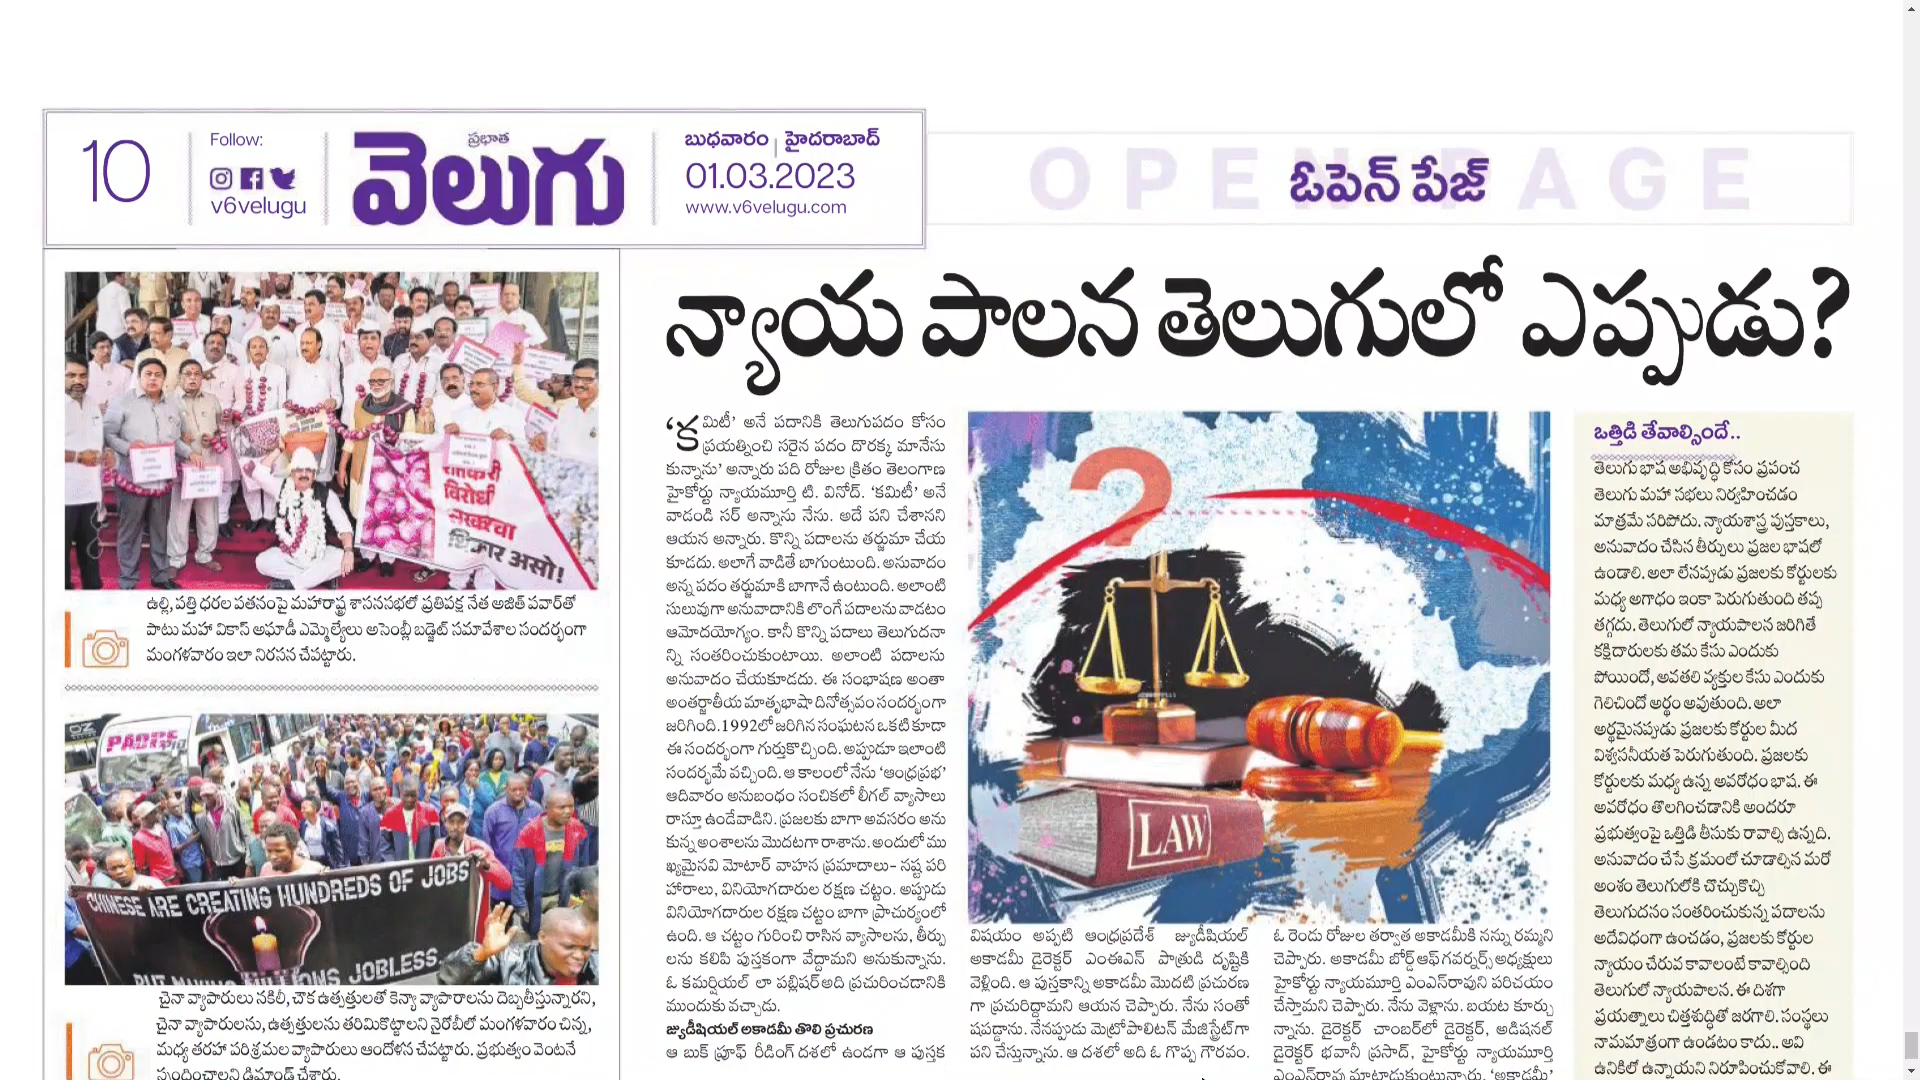 10
Follow:
v6velugu
ప్రభాత
వెలుగు
బుధవారం | హైదరాబాద్
01.03.2023
www.v6velugu.com
OPEN PAGE
ఓపెన్ పేజ్
शेतकरी
विरोधी
सरकारचा
धिक्कार असो!
ఉల్లి, పత్తి ధరల పతనంపై మహారాష్ట్ర శాసనసభలో ప్రతిపక్ష నేత అజిత్ పవార్‌తో
పాటు మహా వికాస్ అఘాడీ ఎమ్మెల్యేలు అసెంబ్లీ బడ్జెట్ సమావేశాల సందర్భంగా
మంగళవారం ఇలా నిరసన చేపట్టారు.
OZ
PADRE
CHINESE ARE CREATING HUNDREDS OF JOBS
BUT MAKING MILLIONS JOBLESS.
చైనా వ్యాపారులు నకిలీ, చౌక ఉత్పత్తులతో కెన్యా వ్యాపారాలను దెబ్బతీస్తున్నారని,
చైనా వ్యాపారులను, ఉత్పత్తులను తరిమికొట్టాలని నైరోబీలో మంగళవారం చిన్న,
మధ్య తరహా పరిశ్రమల వ్యాపారులు ఆందోళన చేపట్టారు. ప్రభుత్వం వెంటనే
స్పందించాలని డిమాండ్ చేశారు.
న్యాయ పాలన తెలుగులో ఎప్పుడు?
‘కమిటీ’ అనే పదానికి తెలుగుపదం కోసం
ప్రయత్నించి సరైన పదం దొరక్క మానేసు
కున్నాను’ అన్నారు పది రోజుల క్రితం తెలంగాణ
హైకోర్టు న్యాయమూర్తి టి. వినోద్. ‘కమిటీ’ అనే
వాడండి సర్ అన్నాను నేను. అదే పని చేశానని
ఆయన అన్నారు. కొన్ని పదాలను తర్జుమా చేయ
కూడదు. అలాగే వాడితే బాగుంటుంది. అనువాదం
అన్న పదం తర్జుమాకి బాగానే ఉంటుంది. అలాంటి
సులువుగా అనువాదానికి లొంగే పదాలను వాడటం
ఆమోదయోగ్యం. కానీ కొన్ని పదాలు తెలుగుదనా
న్ని సంతరించుకుంటాయి. అలాంటి పదాలను
అనువాదం చేయకూడదు. ఈ సంభాషణ అంతా
అంతర్జాతీయ మాతృభాషా దినోత్సవం సందర్భంగా
జరిగింది.1992లో జరిగిన సంఘటన ఒకటి కూడా
ఈ సందర్భంగా గుర్తుకొచ్చింది. అప్పుడూ ఇలాంటి
సందర్భమే వచ్చింది. ఆ కాలంలో నేను ‘ఆంధ్రప్రభ’
ఆదివారం అనుబంధం సంచికలో లీగల్ వ్యాసాలు
రాస్తూ ఉండేవాడిని. ప్రజలకు బాగా అవసరం అను
కున్న అంశాలను మొదటగా రాశాను. అందులో ము
ఖ్యమైనవి మోటార్ వాహన ప్రమాదాలు– నష్ట పరి
హారాలు, వినియోగదారుల రక్షణ చట్టం. అప్పుడు
వినియోగదారుల రక్షణ చట్టం బాగా ప్రాచుర్యంలో
ఉంది. ఆ చట్టం గురించి రాసిన వ్యాసాలను, తీర్పు
లను కలిపి పుస్తకంగా వేద్దామని అనుకున్నాను.
ఓ కమర్షియల్ లా పబ్లిషర్ అది ప్రచురించడానికి
ముందుకు వచ్చాడు.
జ్యుడీషియల్ అకాడమీ తొలి ప్రచురణ
ఆ బుక్ ప్రూఫ్ రీడింగ్ దశలో ఉండగా ఆ పుస్తక
?
LAW
విషయం అప్పటి ఆంధ్రప్రదేశ్ జ్యుడీషియల్
అకాడమీ డైరెక్టర్ ఎంఈఎన్ పాత్రుడి దృష్టికి
వెళ్లింది. ఆ పుస్తకాన్ని అకాడమీ మొదటి ప్రచురణ
గా ప్రచురిద్దామని ఆయన చెప్పారు. నేను సంతో
షపడ్డాను. నేనప్పుడు మెట్రోపాలిటన్ మేజిస్ట్రేట్‌గా
పని చేస్తున్నాను. ఆ దశలో అది ఓ గొప్ప గౌరవం.
ఓ రెండు రోజుల తర్వాత అకాడమీకి నన్ను రమ్మని
చెప్పారు. అకాడమీ బోర్డ్ ఆఫ్ గవర్నర్స్ అధ్యక్షులు
హైకోర్టు న్యాయమూర్తి ఎంఎన్‌రావుని పరిచయం
చేస్తామని చెప్పారు. నేను వెళ్లాను. బయట కూర్చు
న్నాను. డైరెక్టర్ చాంబర్‌లో డైరెక్టర్, అడిషనల్
డైరెక్టర్ భవానీ ప్రసాద్, హైకోర్టు న్యాయమూర్తి
ఎంఎన్‌రావు మాట్లాడుకుంటున్నారు. ‘అకాడమీ’
ఒత్తిడి తేవాల్సిందే..
తెలుగు భాష అభివృద్ధి కోసం ప్రపంచ
తెలుగు మహా సభలు నిర్వహించడం
మాత్రమే సరిపోదు. న్యాయశాస్త్ర పుస్తకాలు,
అనువాదం చేసిన తీర్పులు ప్రజల భాషలో
ఉండాలి. అలా లేనప్పుడు ప్రజలకు కోర్టులకు
మధ్య అగాధం ఇంకా పెరుగుతుంది తప్ప
తగ్గదు. తెలుగులో న్యాయపాలన జరిగితే
కక్షిదారులకు తమ కేసు ఎందుకు
పోయిందో, అవతలి వ్యక్తుల కేసు ఎందుకు
గెలిచిందో అర్థం అవుతుంది. అలా
అర్థమైనప్పుడు ప్రజలకు కోర్టుల మీద
విశ్వసనీయత పెరుగుతుంది. ప్రజలకు
కోర్టులకు మధ్య ఉన్న అవరోధం భాష. ఈ
అవరోధం తొలగించడానికి అందరూ
ప్రభుత్వంపై ఒత్తిడి తీసుకు రావాల్సి ఉన్నది.
అనువాదం చేసే క్రమంలో చూడాల్సిన మరో
అంశం తెలుగులోకి చొచ్చుకొచ్చి
తెలుగుదనం సంతరించుకున్న పదాలను
అదేవిధంగా ఉంచడం, ప్రజలకు కోర్టుల
న్యాయం చేరువ కావాలంటే కావాల్సింది
తెలుగులో న్యాయపాలన. ఈ దిశగా
ప్రయత్నాలు చిత్తశుద్ధితో జరగాలి. సంస్థలు
నామమాత్రంగా ఉండటం కాదు.. అవి
ఉనికిలో ఉన్నాయని నిరూపించుకోవాలి. ఈ